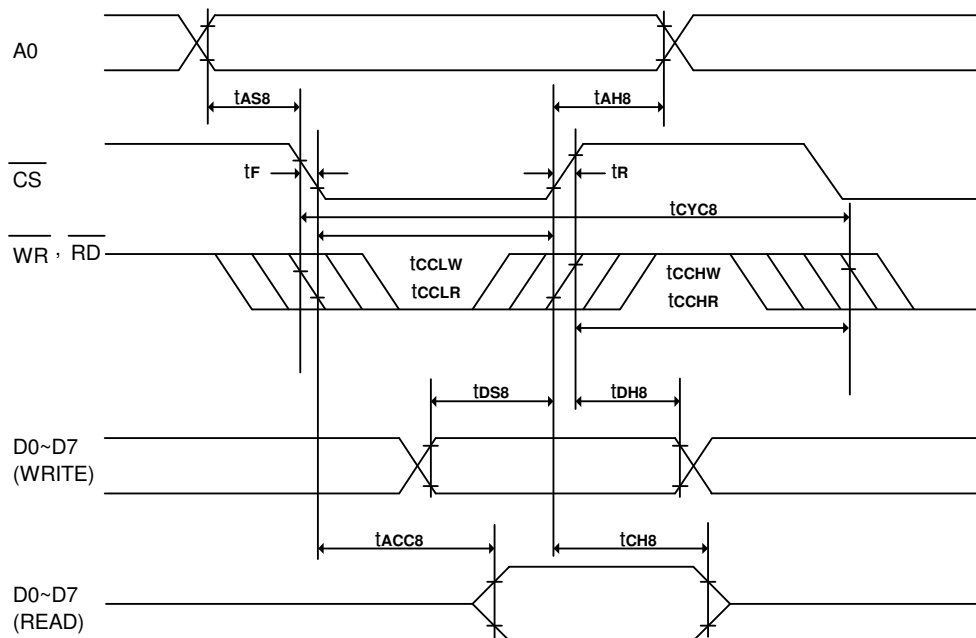 A0
tAS8
tAH8
CS
tF
tR
tCYC8
WR , RD
tCCLW
tCCHW
tCCLR
tCCHR
tDS8
tDH8
D0~D7
(WRITE)
tACC8
tCH8
D0~D7
(READ)